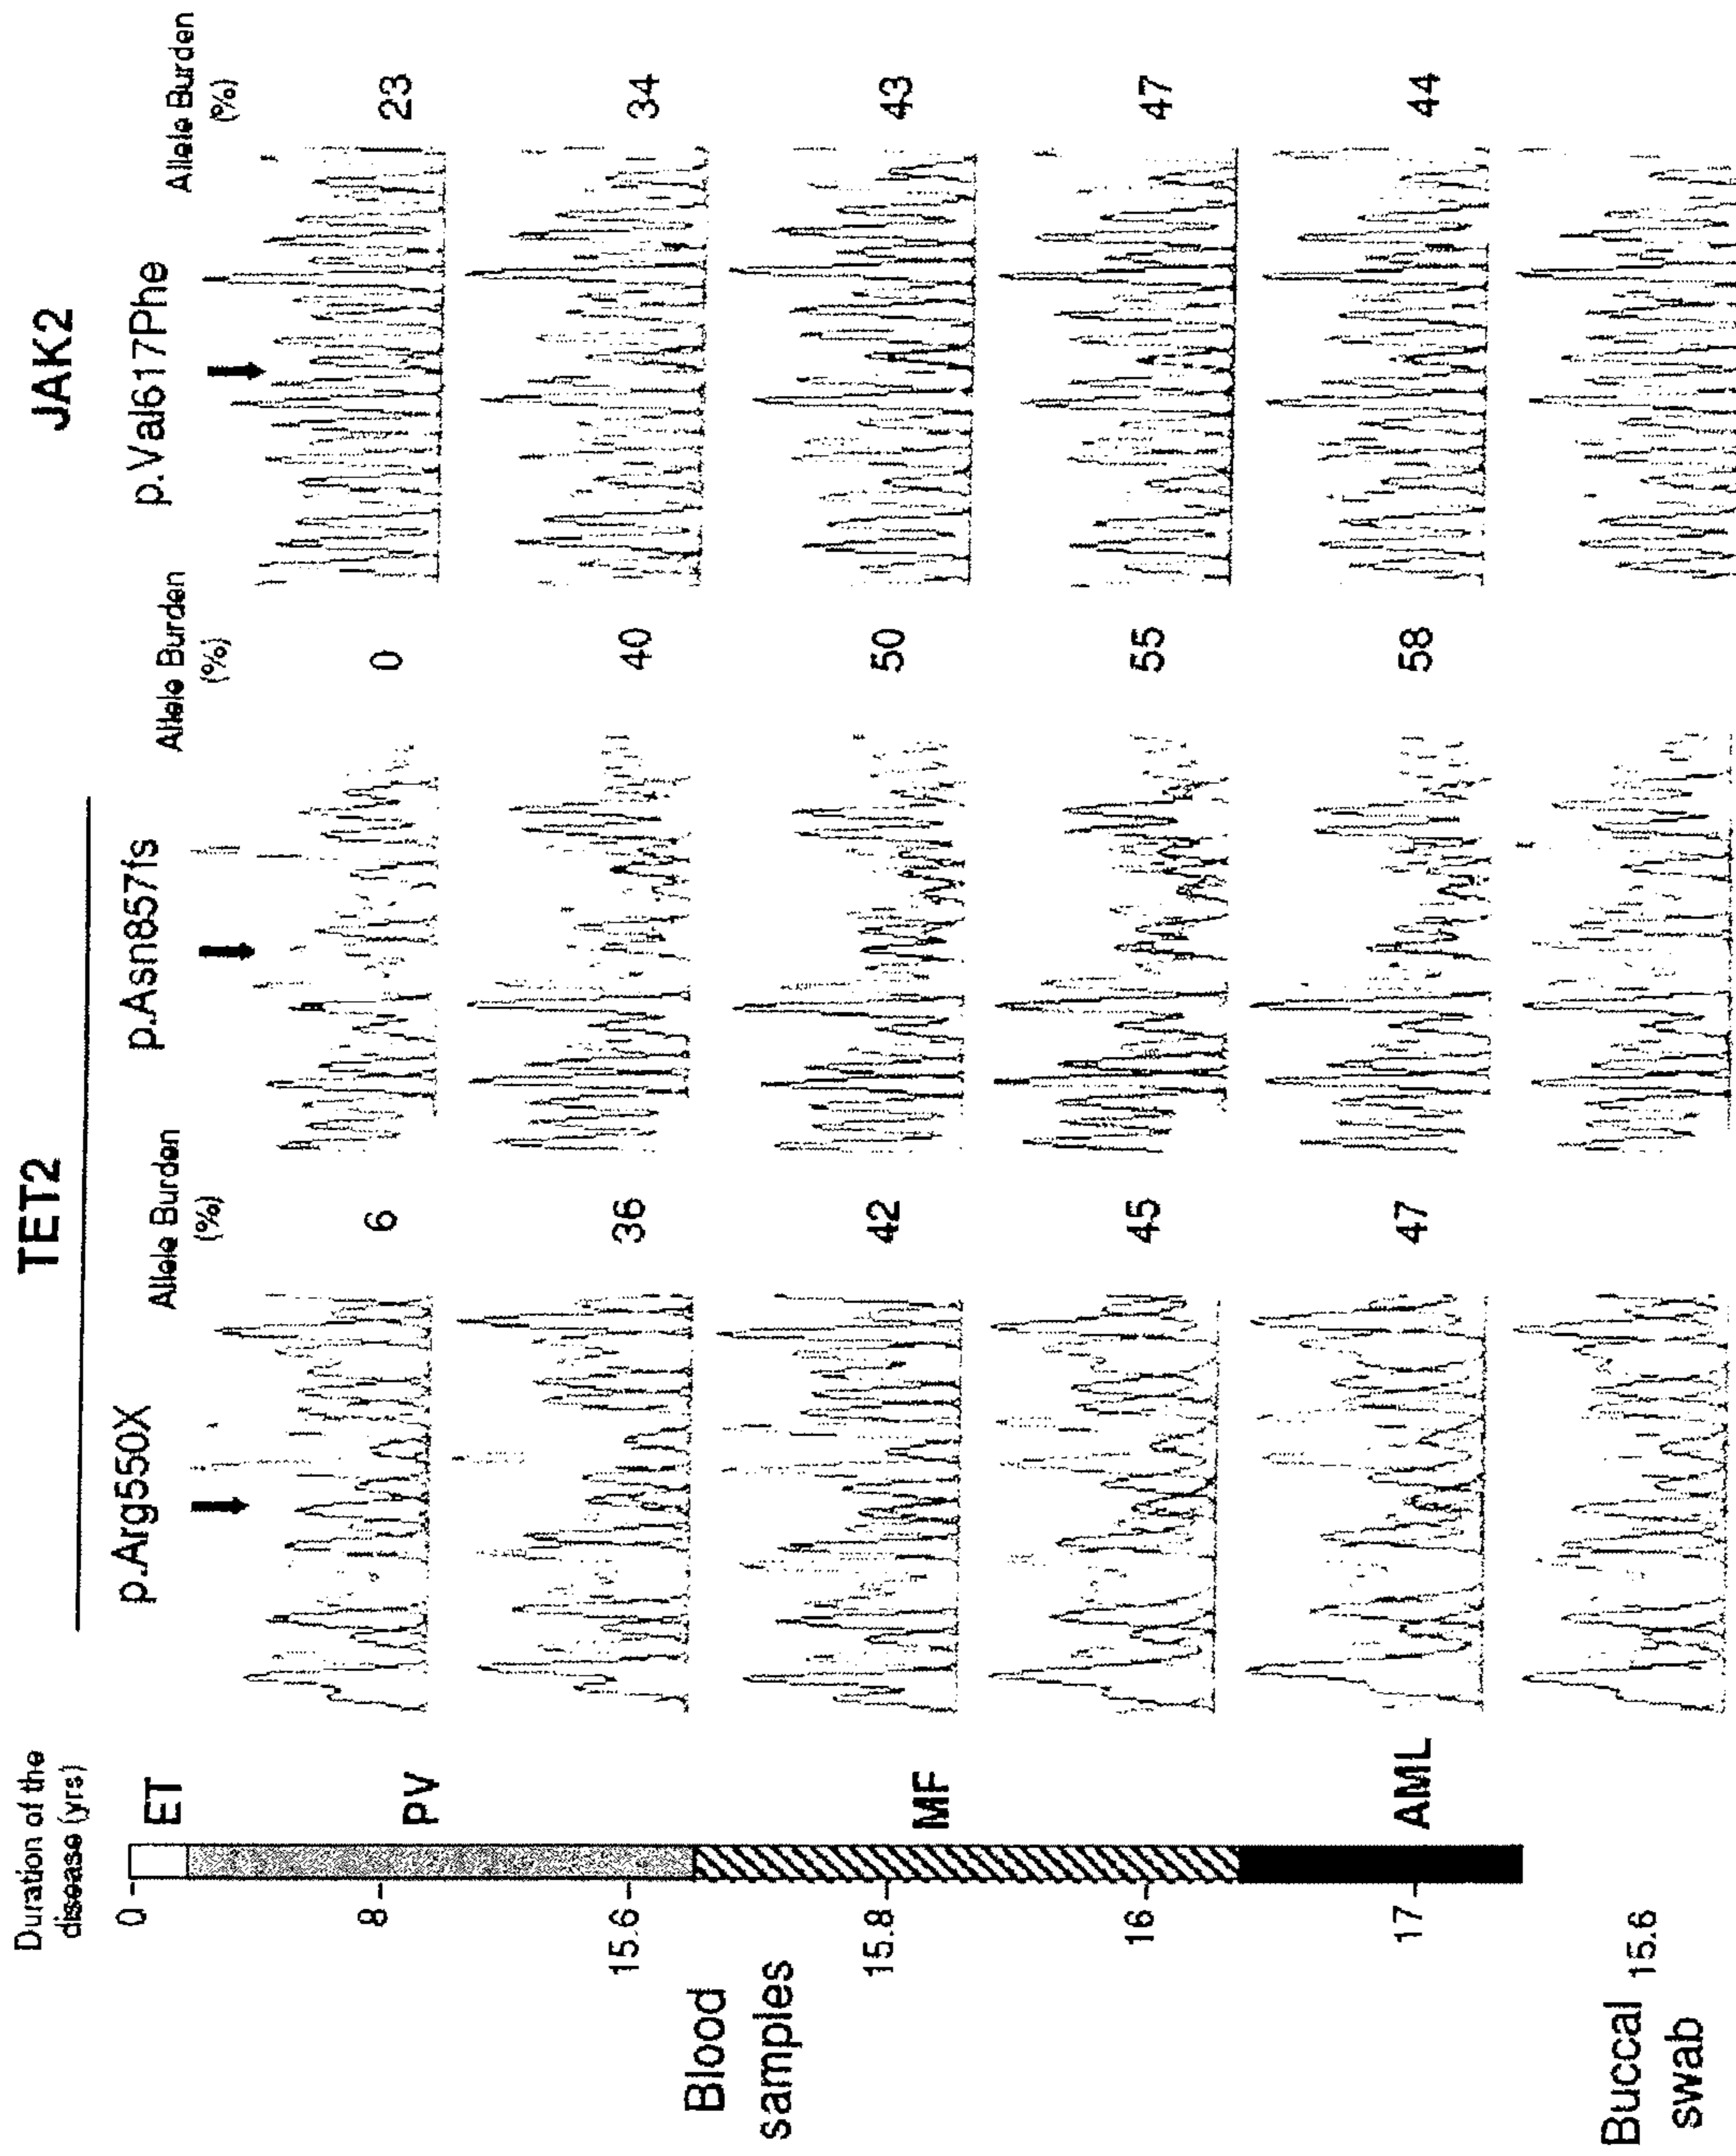 TET2
JAK2
Duration of the
disease (yrs)
p.Arg550X
Allele Burden
(%)
p.Asn857fs
Allele Burden
(%)
p.Val617Phe
Allele Burden
(%)
0
ET
8
PV
6
0
23
15.6
36
40
34
Blood
samples
15.8
MF
42
50
43
16
45
55
47
17
AML
47
58
44
Buccal
swab
15.6